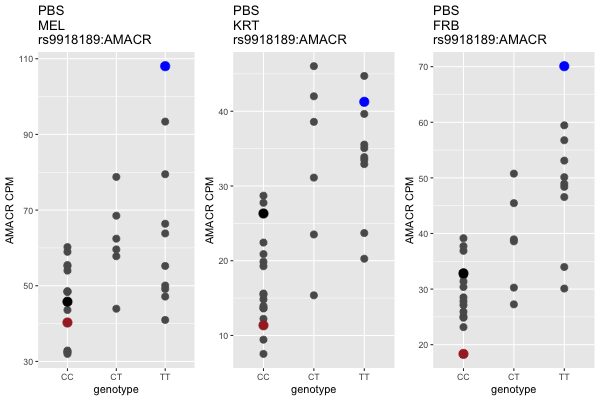 PBS
MEL
rs9918189:AMACR
AMACR CPM
110
90
70
50
30
CC CT TT
genotype
PBS
KRT
rs9918189:AMACR
AMACR CPM
40
30
20
10
CC CT TT
genotype
PBS
FRB
rs9918189:AMACR
AMACR CPM
70
60
50
40
30
20
CC CT TT
genotype